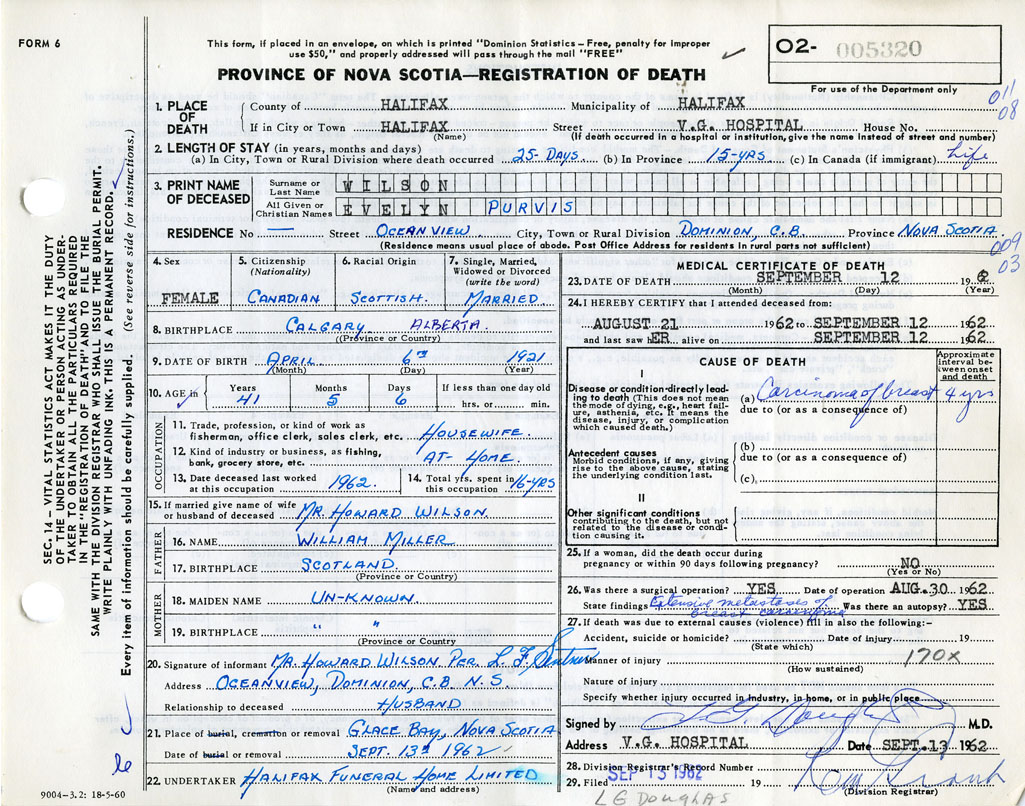 FORM 6
This form, if placed in an envelope, on which is printed "Dominion Statistics – Free, penalty for improper
use $50," and properly addressed will pass through the mail "FREE"
O2- 005320
PROVINCE OF NOVA SCOTIA—REGISTRATION OF DEATH
For use of the Department only
011
08
1. PLACE OF DEATH
County of HALIFAX Municipality of HALIFAX
If in City or Town HALIFAX Street V.G. HOSPITAL House No.
(Name) (If death occurred in a hospital or institution, give the name instead of street and number)
2. LENGTH OF STAY (in years, months and days)
(a) In City, Town or Rural Division where death occurred 25-DAYS (b) In Province 15-YRS (c) In Canada (if immigrant) Life
3. PRINT NAME OF DECEASED
Surname or Last Name WILSON
All Given or Christian Names EVELYN PURVIS
RESIDENCE No — Street OCEANVIEW City, Town or Rural Division DOMINION, C.B. Province NOVA SCOTIA
(Residence means usual place of abode. Post Office Address for residents in rural parts not sufficient)
009
03
4. Sex FEMALE
5. Citizenship (Nationality) CANADIAN
6. Racial Origin SCOTTISH.
7. Single, Married, Widowed or Divorced (write the word) MARRIED
8. BIRTHPLACE CALGARY ALBERTA.
(Province or Country)
9. DATE OF BIRTH APRIL 6TH 1921
(Month) (Day) (Year)
10. AGE in Years 41 Months 5 Days 6 If less than one day old hrs. or min.
OCCUPATION
11. Trade, profession, or kind of work as
fisherman, office clerk, sales clerk, etc. HOUSEWIFE.
12. Kind of industry or business, as fishing,
bank, grocery store, etc. AT- HOME.
13. Date deceased last worked
at this occupation 1962.
14. Total yrs. spent in
this occupation 16-YRS
15. If married give name of wife
or husband of deceased MR. HOWARD WILSON.
FATHER
16. NAME WILLIAM MILLER
17. BIRTHPLACE SCOTLAND.
(Province or Country)
MOTHER
18. MAIDEN NAME UN-KNOWN.
19. BIRTHPLACE " "
(Province or Country)
20. Signature of informant MR. HOWARD WILSON PER L. F.
Address OCEANVIEW, DOMINION, C.B. N.S.
Relationship to deceased HUSBAND
21. Place of burial, cremation or removal GLACE BAY, NOVA SCOTIA
Date of burial or removal SEPT. 13TH 1962
22. UNDERTAKER HALIFAX FUNERAL HOME LIMITED
(Name and address)
9004-3.2: 18-5-60
SEC. 14 – VITAL STATISTICS ACT MAKES IT THE DUTY
OF THE UNDERTAKER OR PERSON ACTING AS UNDER-
TAKER TO OBTAIN ALL THE PARTICULARS REQUIRED
IN THE "REGISTRATION OF DEATH" AND TO FILE THE
SAME WITH THE DIVISION REGISTRAR WHO SHALL ISSUE THE BURIAL PERMIT.
WRITE PLAINLY WITH UNFADING INK. THIS IS A PERMANENT RECORD.
Every item of information should be carefully supplied. (See reverse side for instructions.)
MEDICAL CERTIFICATE OF DEATH
23. DATE OF DEATH SEPTEMBER 12 1962
(Month) (Day) (Year)
24. I HEREBY CERTIFY that I attended deceased from:
AUGUST 21 1962 to SEPTEMBER 12 1962
and last saw hER alive on SEPTEMBER 12 1962
CAUSE OF DEATH
Approximate interval between onset and death
I
Disease or condition directly lead-
ing to death (This does not mean
the mode of dying, e.g., heart fail-
ure, asthenia, etc. It means the
disease, injury, or complication
which caused death.)
(a) Carcinoma of breast 4 yrs
due to (or as a consequence of)
Antecedent causes
Morbid conditions, if any, giving
rise to the above cause, stating
the underlying condition last.
(b)
due to (or as a consequence of)
(c)
II
Other significant conditions
contributing to the death, but not
related to the disease or condi-
tion causing it.
25. If a woman, did the death occur during
pregnancy or within 90 days following pregnancy? NO
(Yes or No)
26. Was there a surgical operation? YES Date of operation AUG. 30 1962
State findings Extensive metastases of breast carcinoma Was there an autopsy? YES
27. If death was due to external causes (violence) fill in also the following:–
Accident, suicide or homicide? Date of injury 19
(State which)
Manner of injury 170X
(How sustained)
Nature of injury
Specify whether injury occurred in industry, in home, or in public place
Signed by M.D.
Address V.G. HOSPITAL Date SEPT. 13 1962
28. Division Registrar's Record Number
29. Filed SEP 13 1962 19
(Division Registrar)
L G DOUGLAS